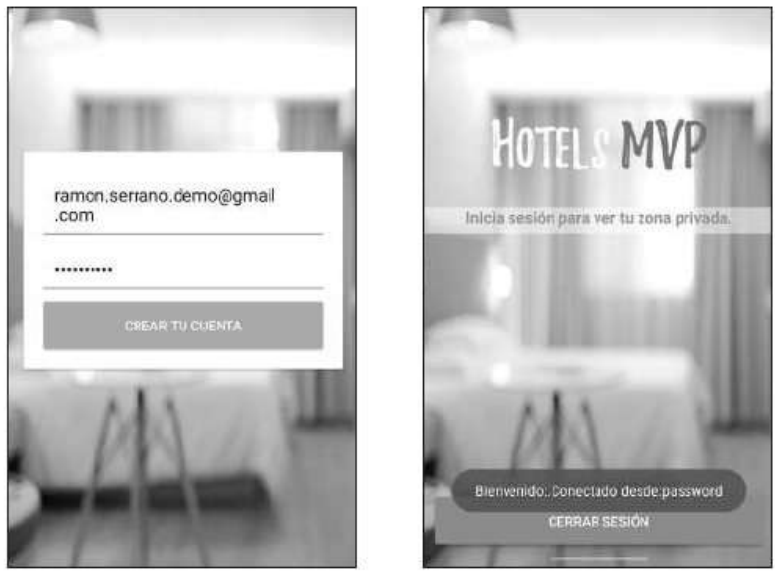 ramon.serrano.demo@gmail
.com
••••••••••
CREAR TU CUENTA
HOTELS MVP
Inicia sesión para ver tu zona privada.
Bienvenido:.Conectado desde:password
CERRAR SESIÓN